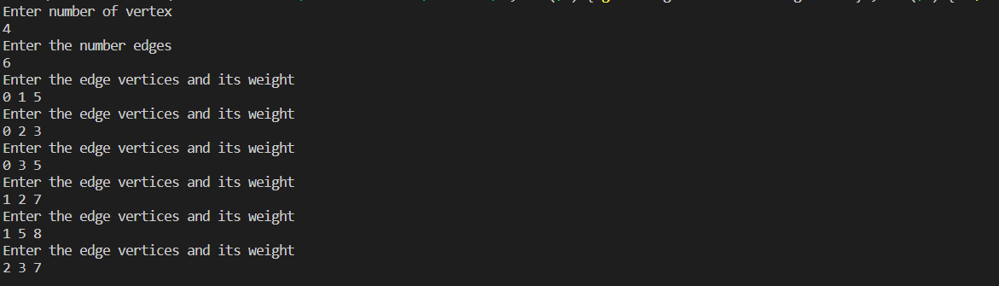 Enter number of vertex
4
Enter the number edges
6
Enter the edge vertices and its weight
0 1 5
Enter the edge vertices and its weight
0 2 3
Enter the edge vertices and its weight
0 3 5
Enter the edge vertices and its weight
1 2 7
Enter the edge vertices and its weight
1 5 8
Enter the edge vertices and its weight
2 3 7